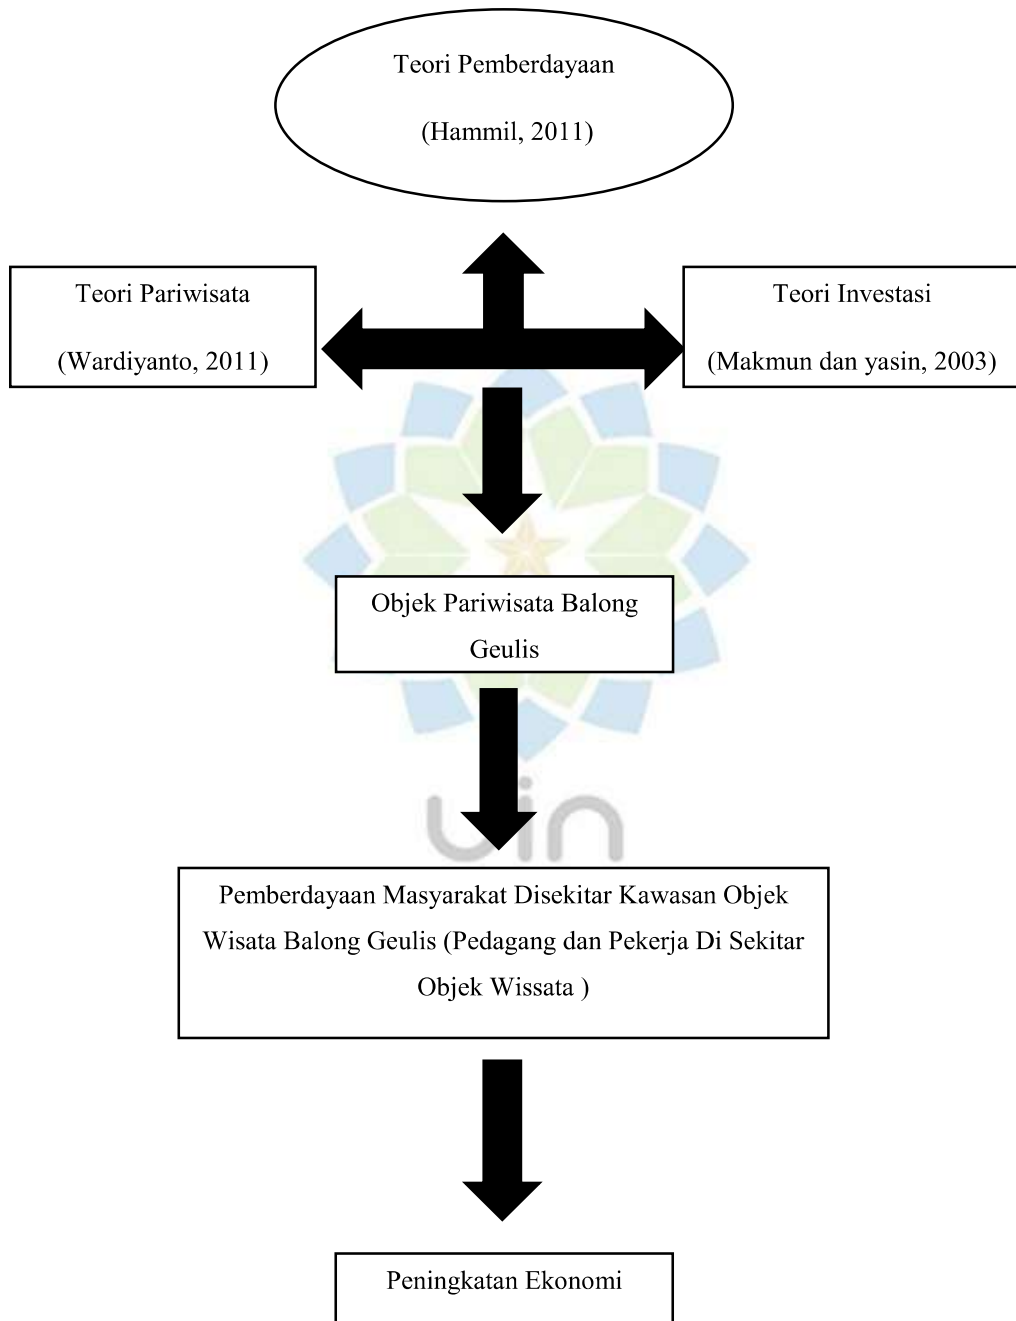 Teori Pemberdayaan
(Hammil, 2011)
Teori Pariwisata
(Wardiyanto, 2011)
Teori Investasi
(Makmun dan yasin, 2003)
Objek Pariwisata Balong
Geulis
uin
Pemberdayaan Masyarakat Disekitar Kawasan Objek
Wisata Balong Geulis (Pedagang dan Pekerja Di Sekitar
Objek Wissata )
Peningkatan Ekonomi